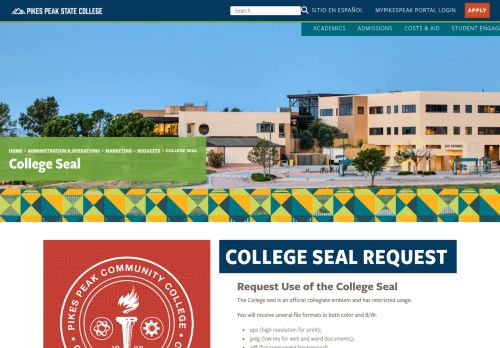 PIKES PEAK STATE COLLEGE
Search
SITIO EN ESPAÑOL
MYPIKESPEAK PORTAL LOGIN
APPLY
ACADEMICS
ADMISSIONS
COSTS & AID
STUDENT ENGAG
HOME > ADMINISTRATION & OPERATIONS > MARKETING > REQUESTS > COLLEGE SEAL
College Seal
PIKES PEAK COMMUNITY COLLEGE
COLLEGE SEAL REQUEST
Request Use of the College Seal
The College seal is an official collegiate emblem and has restricted usage.
You will receive several file formats in both color and B/W:
.eps (high resolution for print);
.jpeg (low res for web and word documents);